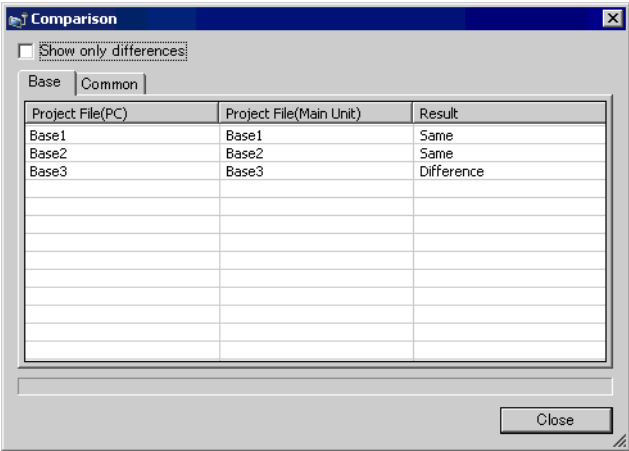 Comparison
Show only differences
Base Common
Project File(PC) Project File(Main Unit) Result
Base1 Base1 Same
Base2 Base2 Same
Base3 Base3 Difference
Close